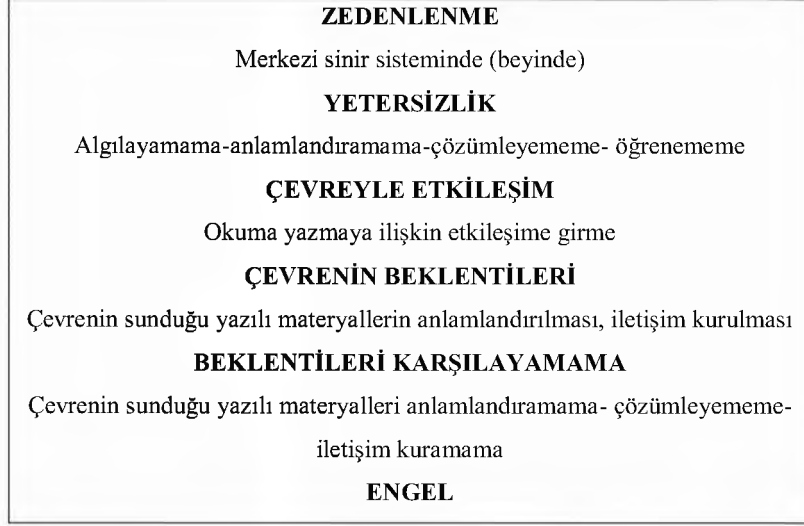 ZEDENLENME
Merkezi sinir sisteminde (beyinde)
YETERSİZLİK
Algılayamama-anlamlandıramama-çözümleyememe- öğrenememe
ÇEVREYLE ETKİLEŞİM
Okuma yazmaya ilişkin etkileşime girme
ÇEVRENİN BEKLENTİLERİ
Çevrenin sunduğu yazılı materyallerin anlamlandırılması, iletişim kurulması
BEKLENTİLERİ KARŞILAYAMAMA
Çevrenin sunduğu yazılı materyalleri anlamlandıramama- çözümleyememe-
iletişim kuramama
ENGEL